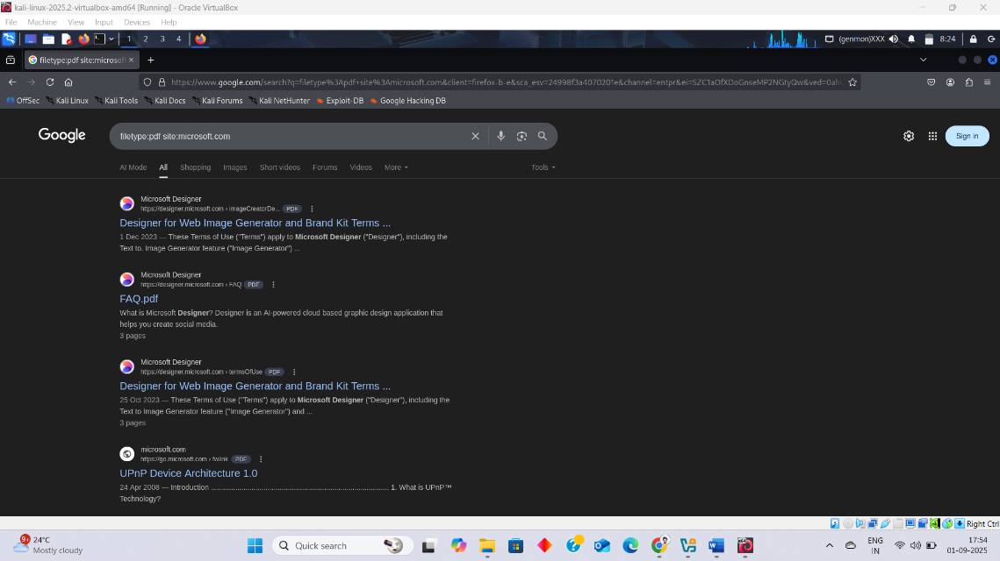 kali-linux-2025.2-virtualbox-amd64 [Running] - Oracle VirtualBox
File Machine View Input Devices Help
1 2 3 4 (genmon)XXX 8:24
filetype:pdf site:microsoft
https://www.google.com/search?q=filetype%3Apdf+site%3Amicrosoft.com&client=firefox-b-e&sca_esv=24998f3a4070201e&channel=entpr&ei=SZC1aOfXDoGnseMP2NGtyQw&ved=0ahU
OffSec Kali Linux Kali Tools Kali Docs Kali Forums Kali NetHunter Exploit-DB Google Hacking DB
Google filetype:pdf site:microsoft.com Sign in
AI Mode All Shopping Images Short videos Forums Videos More Tools
Microsoft Designer
https://designer.microsoft.com › imageCreatorDe... PDF
Designer for Web Image Generator and Brand Kit Terms ...
1 Dec 2023 — These Terms of Use ("Terms") apply to Microsoft Designer ("Designer"), including the
Text to. Image Generator feature ("Image Generator") ...
Microsoft Designer
https://designer.microsoft.com › FAQ PDF
FAQ.pdf
What is Microsoft Designer? Designer is an AI-powered cloud based graphic design application that
helps you create social media.
3 pages
Microsoft Designer
https://designer.microsoft.com › termsOfUse PDF
Designer for Web Image Generator and Brand Kit Terms ...
25 Oct 2023 — These Terms of Use ("Terms") apply to Microsoft Designer ("Designer"), including the
Text to Image Generator feature ("Image Generator") and ...
3 pages
microsoft.com
https://go.microsoft.com › fwlink PDF
UPnP Device Architecture 1.0
24 Apr 2008 — Introduction ................................................................................ 1. What is UPnP™
Technology?
Right Ctrl
9+ 24°C
Mostly cloudy
Quick search
ENG
IN
17:54
01-09-2025